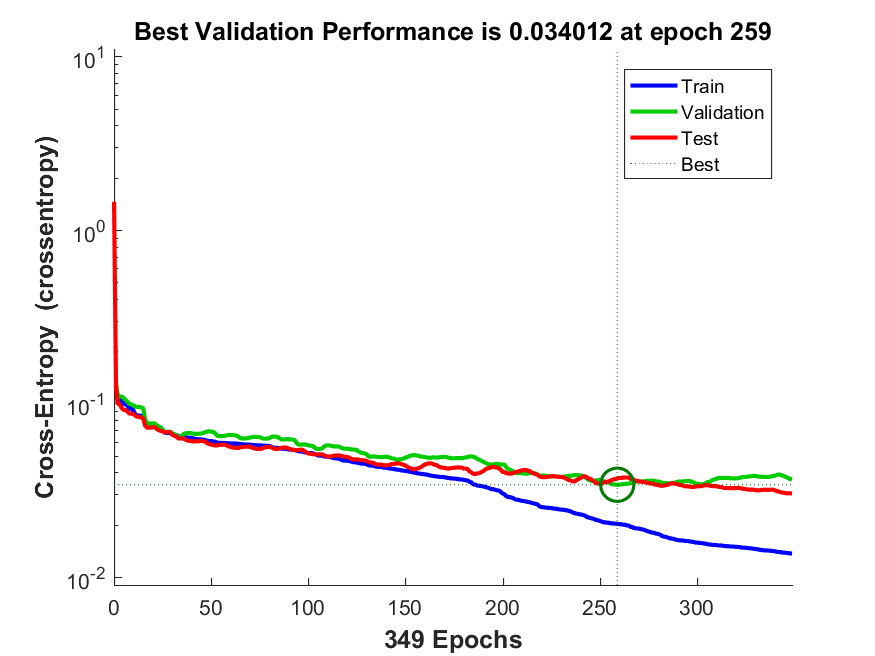 Best Validation Performance is 0.034012 at epoch 259
10^1
10^0
10^-1
10^-2
Cross-Entropy (crossentropy)
Train
Validation
Test
Best
0 50 100 150 200 250 300
349 Epochs